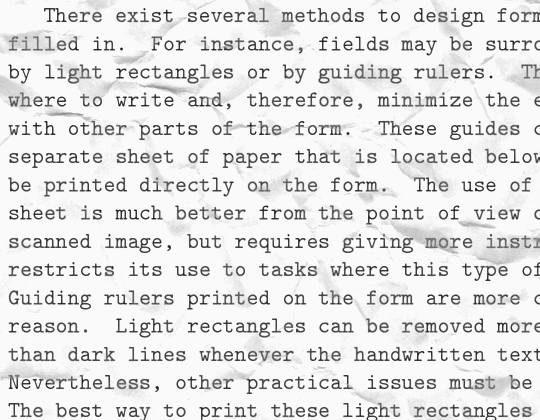 There exist several methods to design form
filled in. For instance, fields may be surro
by light rectangles or by guiding rulers. Th
where to write and, therefore, minimize the e
with other parts of the form. These guides c
separate sheet of paper that is located below
be printed directly on the form. The use of
sheet is much better from the point of view o
scanned image, but requires giving more instr
restricts its use to tasks where this type of
Guiding rulers printed on the form are more c
reason. Light rectangles can be removed more
than dark lines whenever the handwritten text
Nevertheless, other practical issues must be
The best way to print these light rectangles